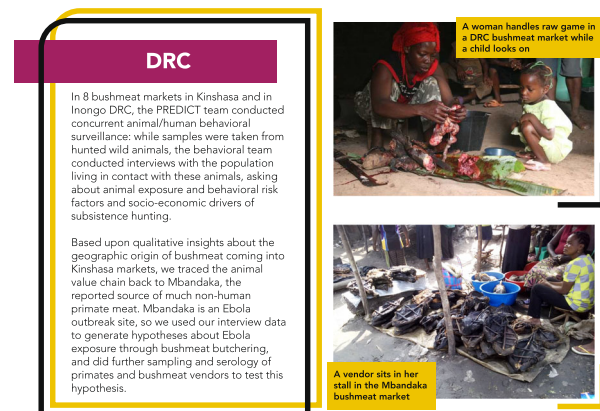 DRC
In 8 bushmeat markets in Kinshasa and in
Inongo DRC, the PREDICT team conducted
concurrent animal/human behavioral
surveillance: while samples were taken from
hunted wild animals, the behavioral team
conducted interviews with the population
living in contact with these animals, asking
about animal exposure and behavioral risk
factors and socio-economic drivers of
subsistence hunting.
Based upon qualitative insights about the
geographic origin of bushmeat coming into
Kinshasa markets, we traced the animal
value chain back to Mbandaka, the
reported source of much non-human
primate meat. Mbandaka is an Ebola
outbreak site, so we used our interview data
to generate hypotheses about Ebola
exposure through bushmeat butchering,
and did further sampling and serology of
primates and bushmeat vendors to test this
hypothesis.
A woman handles raw game in
a DRC bushmeat market while
a child looks on
A vendor sits in her
stall in the Mbandaka
bushmeat market